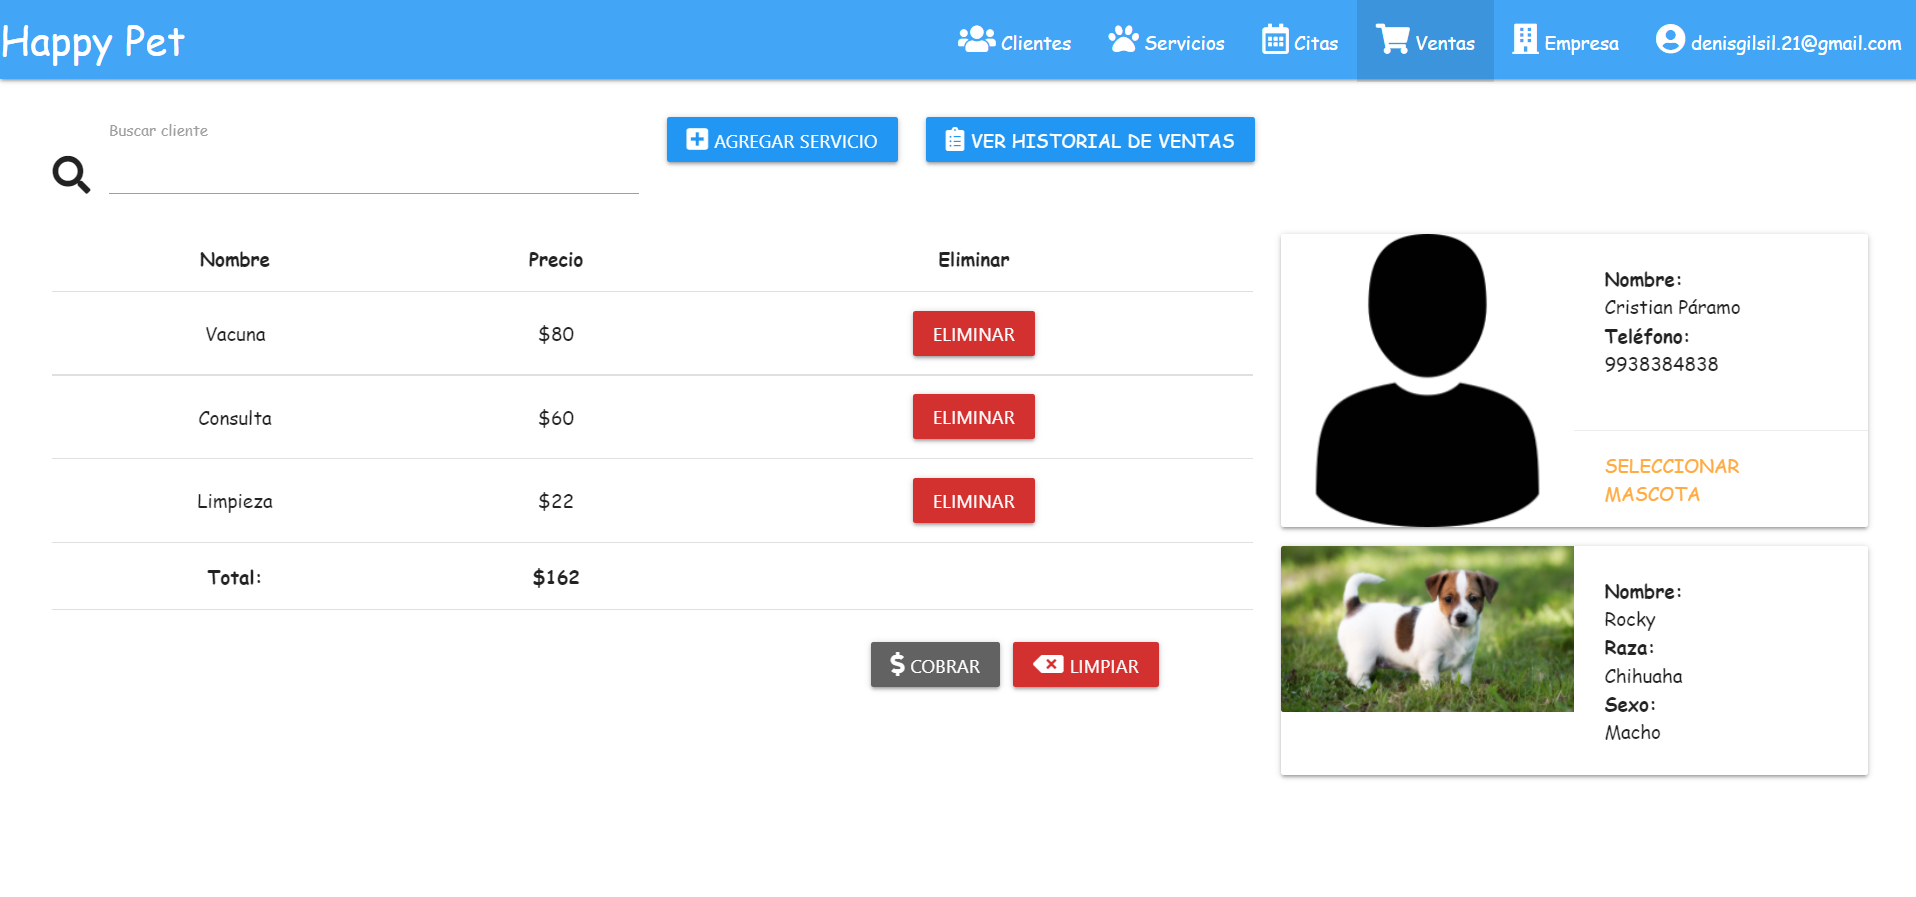 Happy Pet
Clientes
Servicios
Citas
Ventas
Empresa
denisgilsil.21@gmail.com
Buscar cliente
AGREGAR SERVICIO
VER HISTORIAL DE VENTAS
Nombre Precio Eliminar
Vacuna $80 ELIMINAR
Consulta $60 ELIMINAR
Limpieza $22 ELIMINAR
Total: $162
$ COBRAR
LIMPIAR
Nombre:
Cristian Páramo
Teléfono:
9938384838
SELECCIONAR
MASCOTA
Nombre:
Rocky
Raza:
Chihuaha
Sexo:
Macho